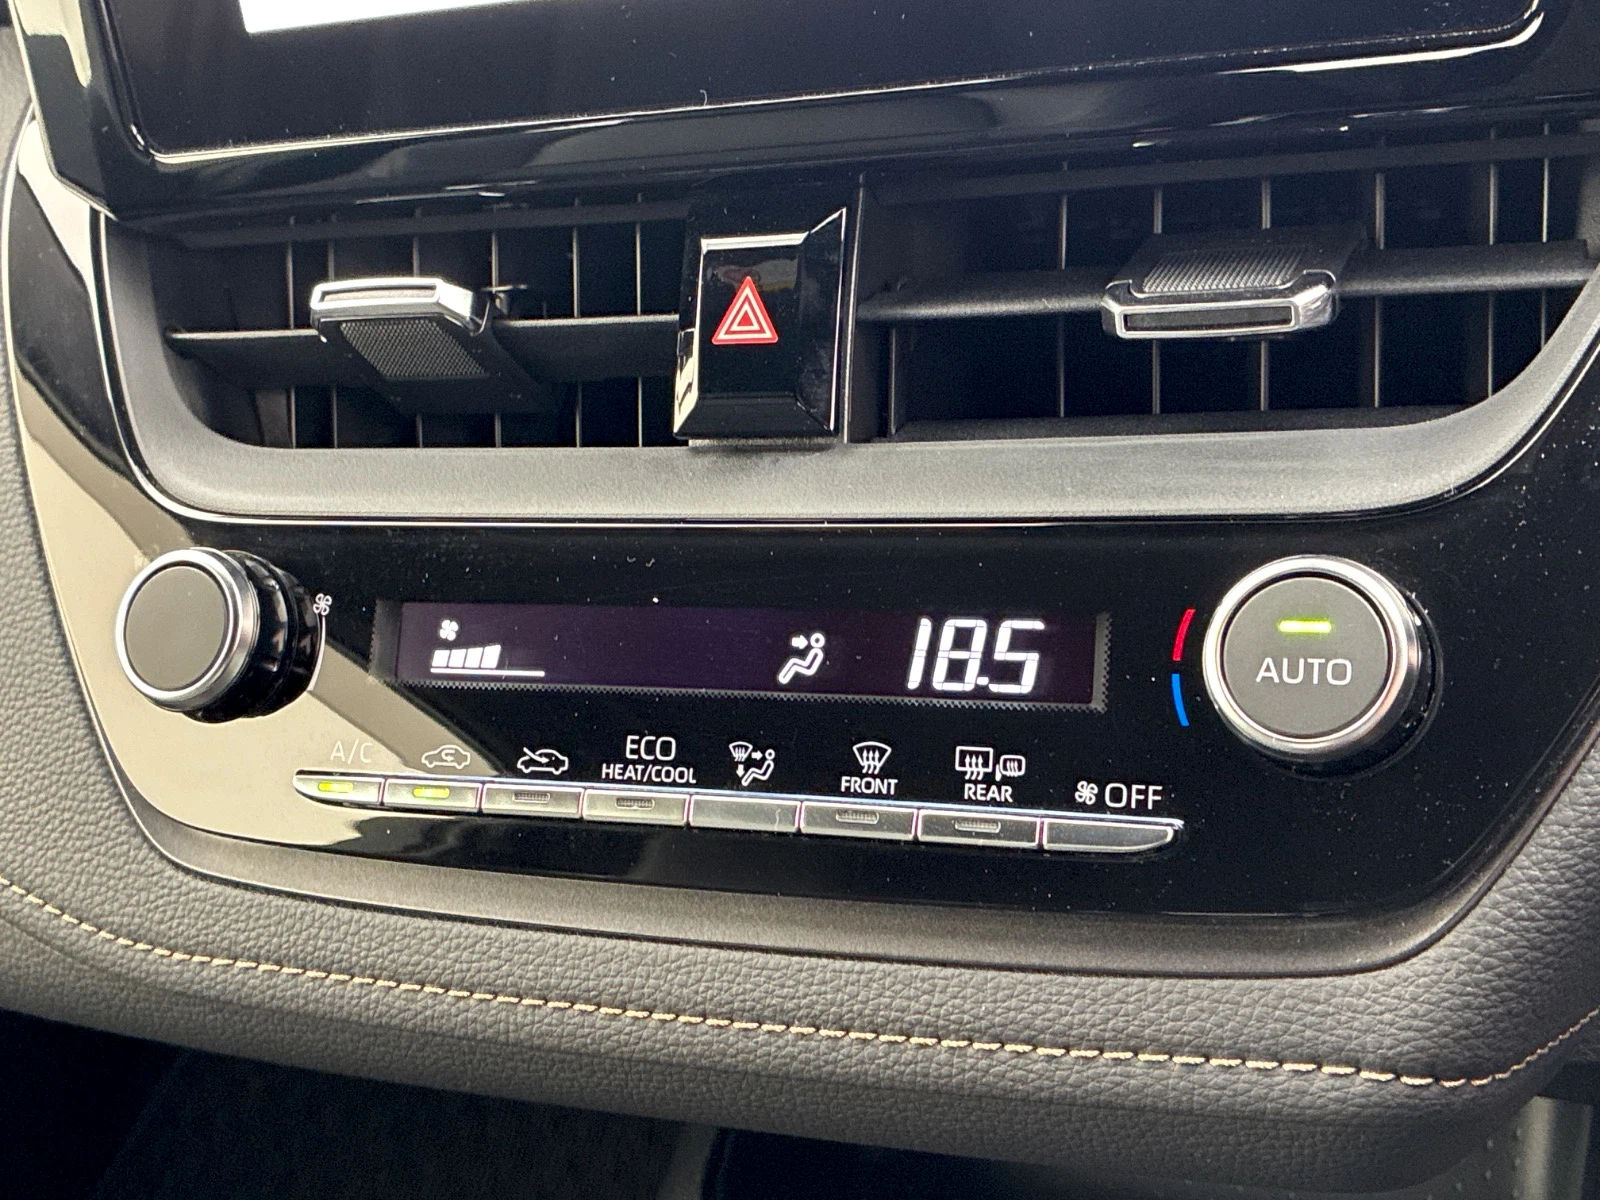 18.5
AUTO
A/C
ECO
HEAT/COOL
FRONT
REAR
OFF